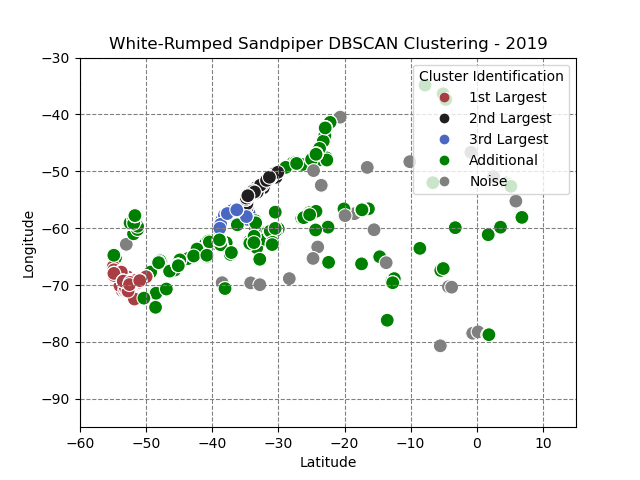 White-Rumped Sandpiper DBSCAN Clustering - 2019
Cluster Identification
1st Largest
2nd Largest
3rd Largest
Additional
Noise
−30
−40
−50
−60
−70
−80
−90
Longitude
−60 −50 −40 −30 −20 −10 0 10
Latitude